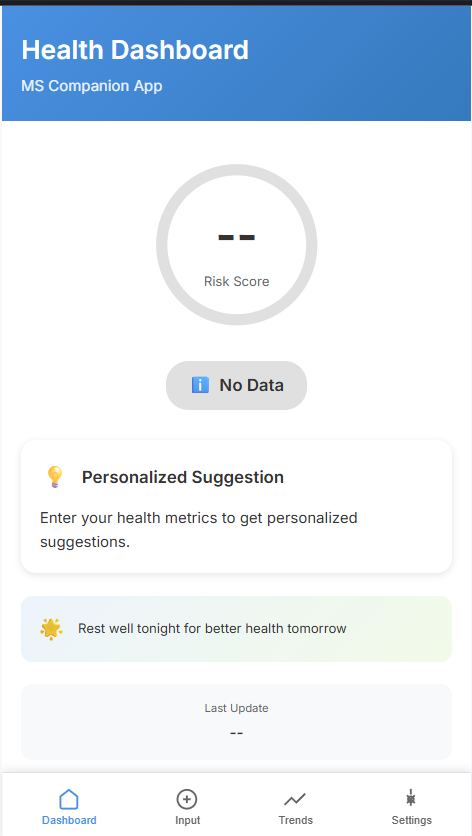 Health Dashboard
MS Companion App
--
Risk Score
No Data
Personalized Suggestion
Enter your health metrics to get personalized
suggestions.
Rest well tonight for better health tomorrow
Last Update
--
Dashboard
Input
Trends
Settings